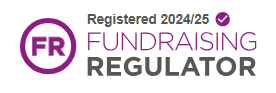 Registered 2024/25
FR
FUNDRAISING
REGULATOR